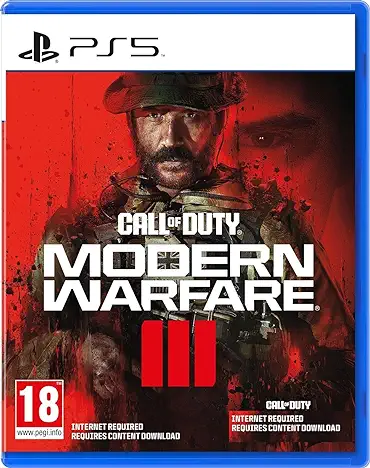 PS5
CALL OF DUTY®
MODERN
WARFARE®
III
18
www.pegi.info
INTERNET REQUIRED
REQUIRES CONTENT DOWNLOAD
CALL OF DUTY
INTERNET REQUIRED
REQUIRES CONTENT DOWNLOAD